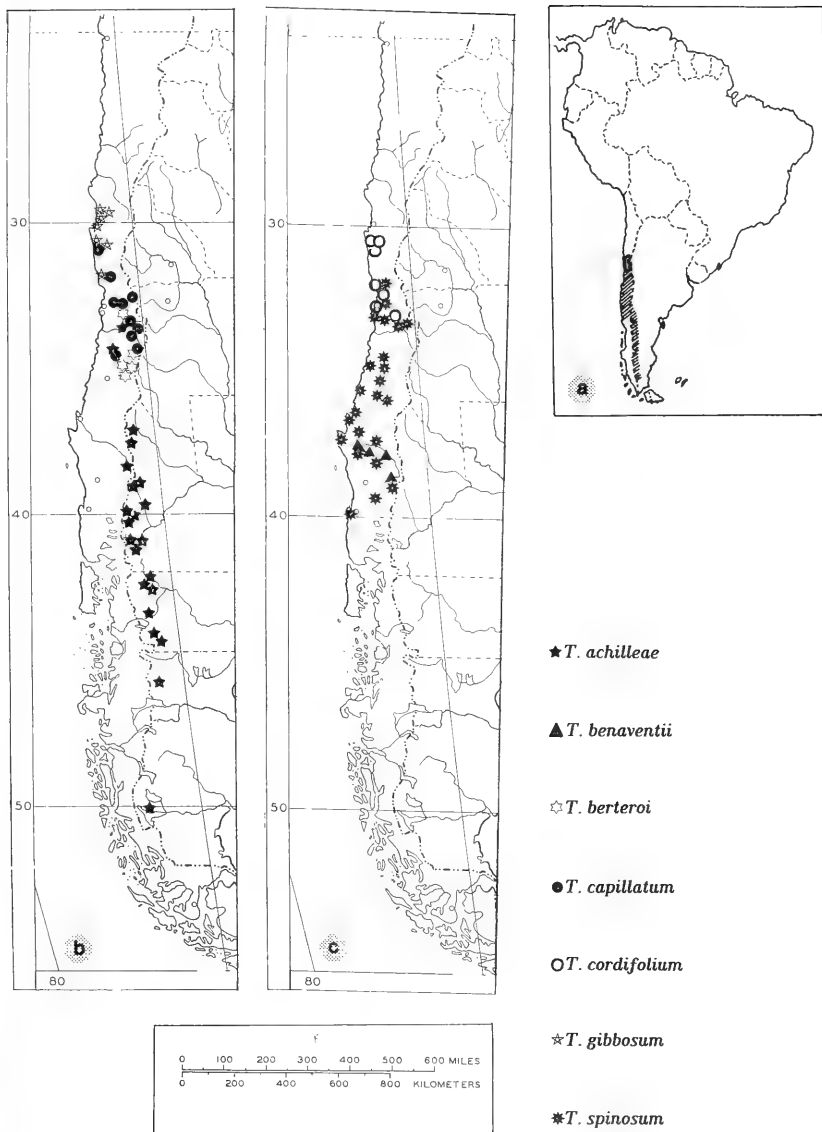 30
40
50
80
b
30
40
50
80
c
a
T. achilleae
T. benaventii
T. berteroi
T. capillatum
T. cordifolium
T. gibbosum
T. spinosum
0 100 200 300 400 500 600 MILES
0 200 400 600 800 KILOMETERS